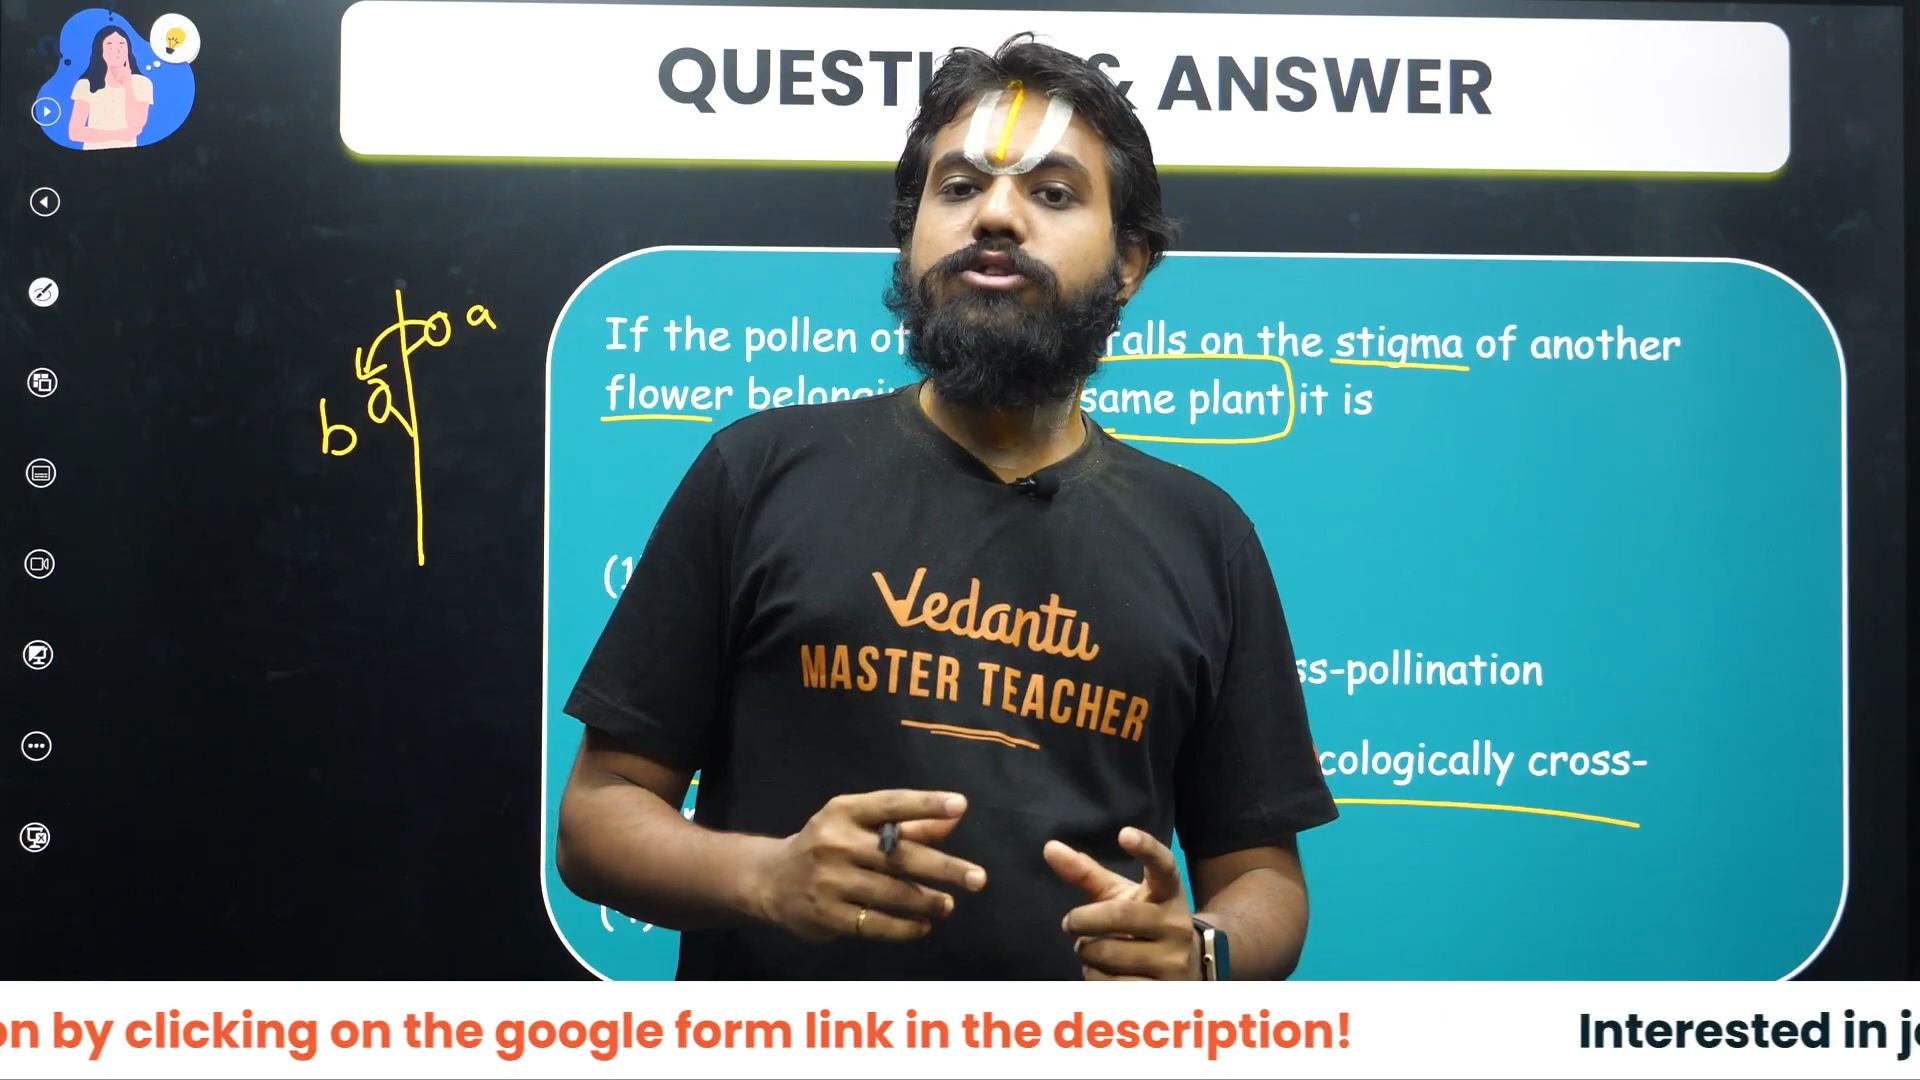 QUESTI & ANSWER
a
b
If the pollen of falls on the stigma of another
flower same plant it is
(1
ss-pollination
cologically cross-
Vedantu
MASTER TEACHER
on by clicking on the google form link in the description!
Interested in